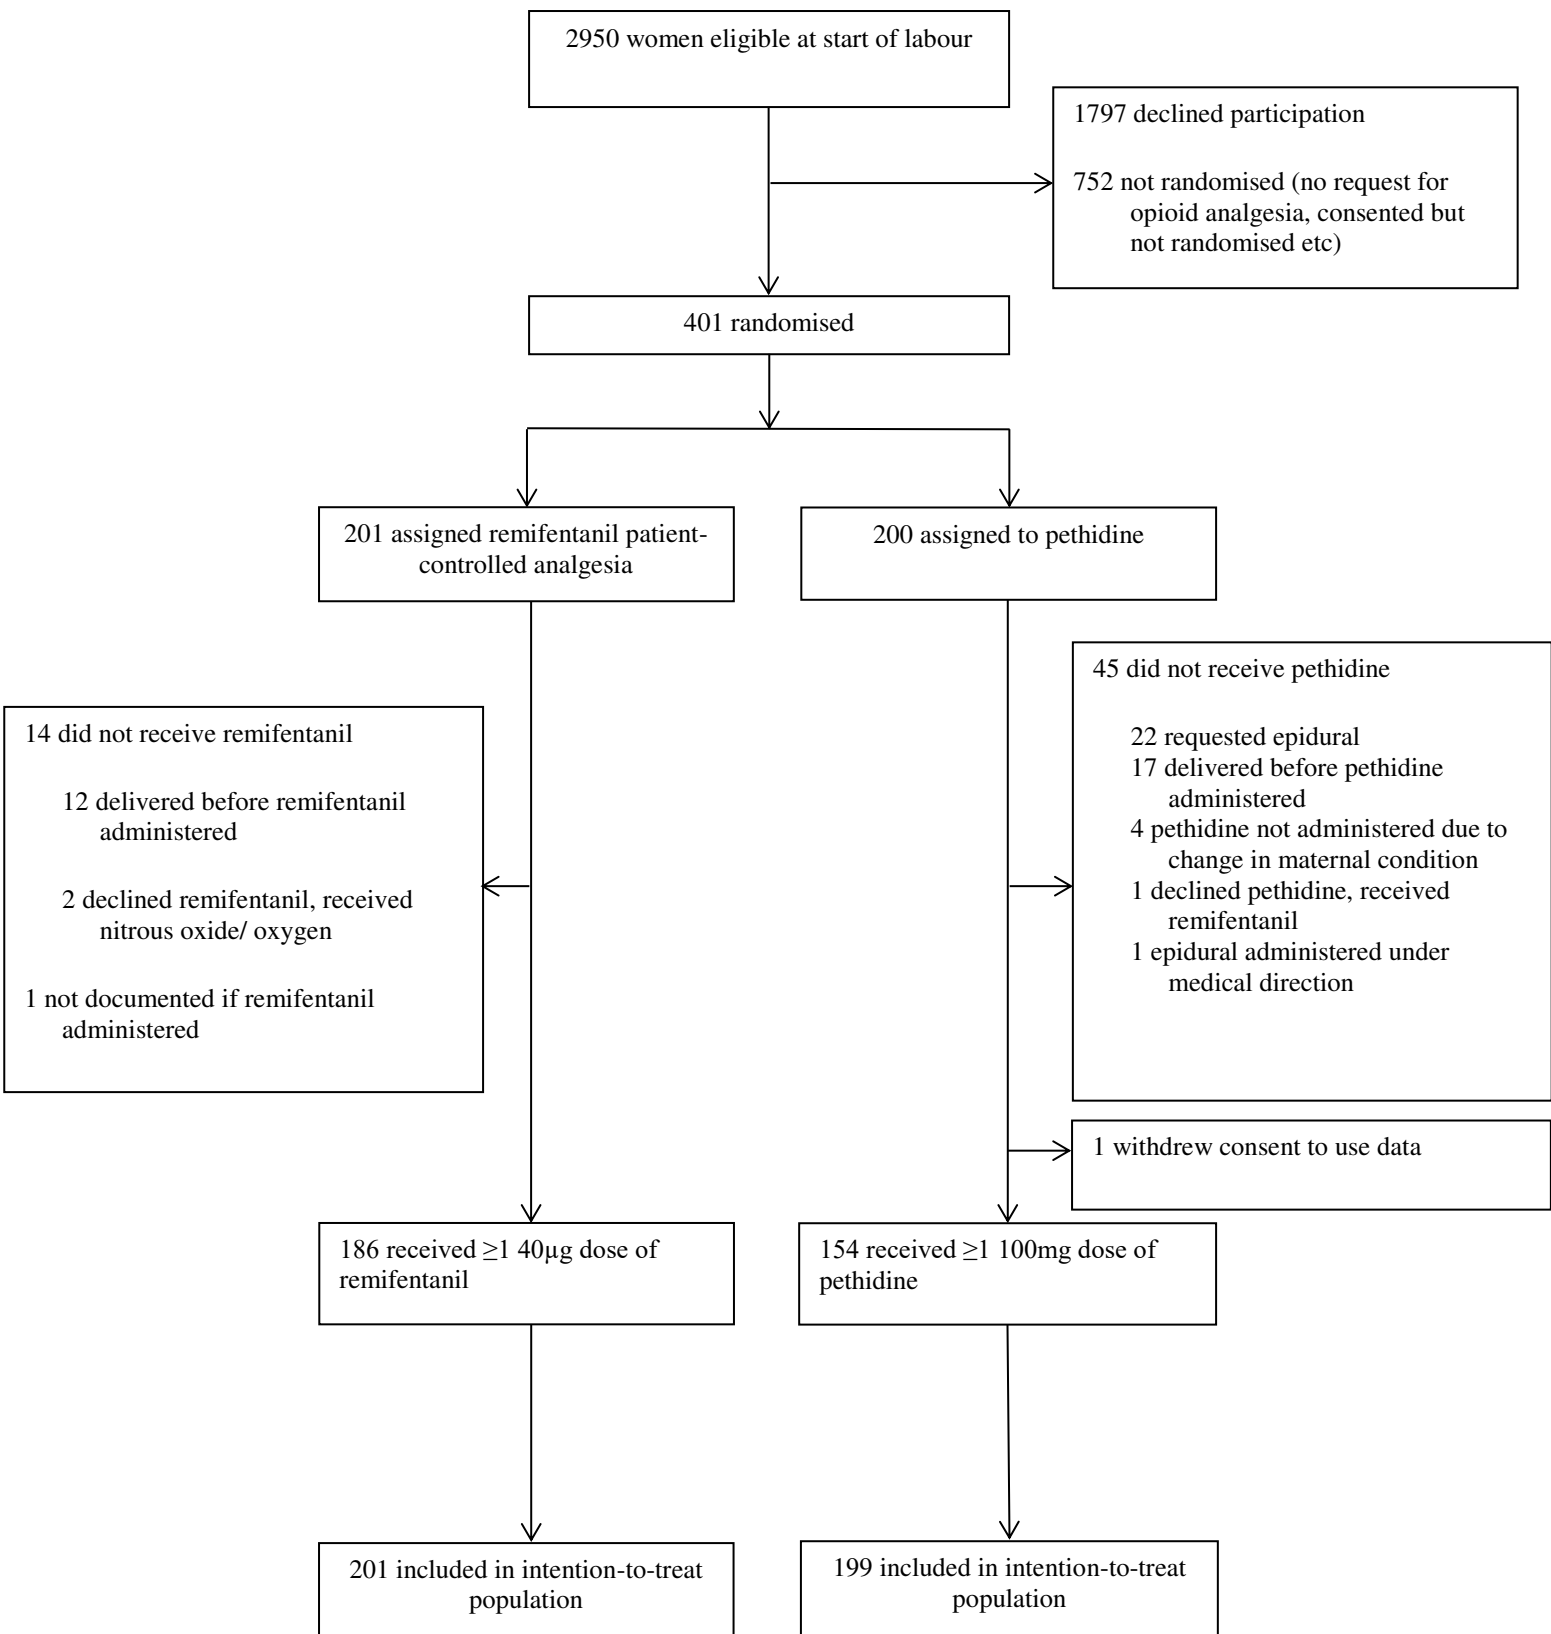 2950 women eligible at start of labour
1797 declined participation
752 not randomised (no request for
opioid analgesia, consented but
not randomised etc)
401 randomised
201 assigned remifentanil patient-
controlled analgesia
200 assigned to pethidine
14 did not receive remifentanil
12 delivered before remifentanil
administered
2 declined remifentanil, received
nitrous oxide/ oxygen
1 not documented if remifentanil
administered
45 did not receive pethidine
22 requested epidural
17 delivered before pethidine
administered
4 pethidine not administered due to
change in maternal condition
1 declined pethidine, received
remifentanil
1 epidural administered under
medical direction
1 withdrew consent to use data
186 received ≥1 40µg dose of
remifentanil
154 received ≥1 100mg dose of
pethidine
201 included in intention-to-treat
population
199 included in intention-to-treat
population